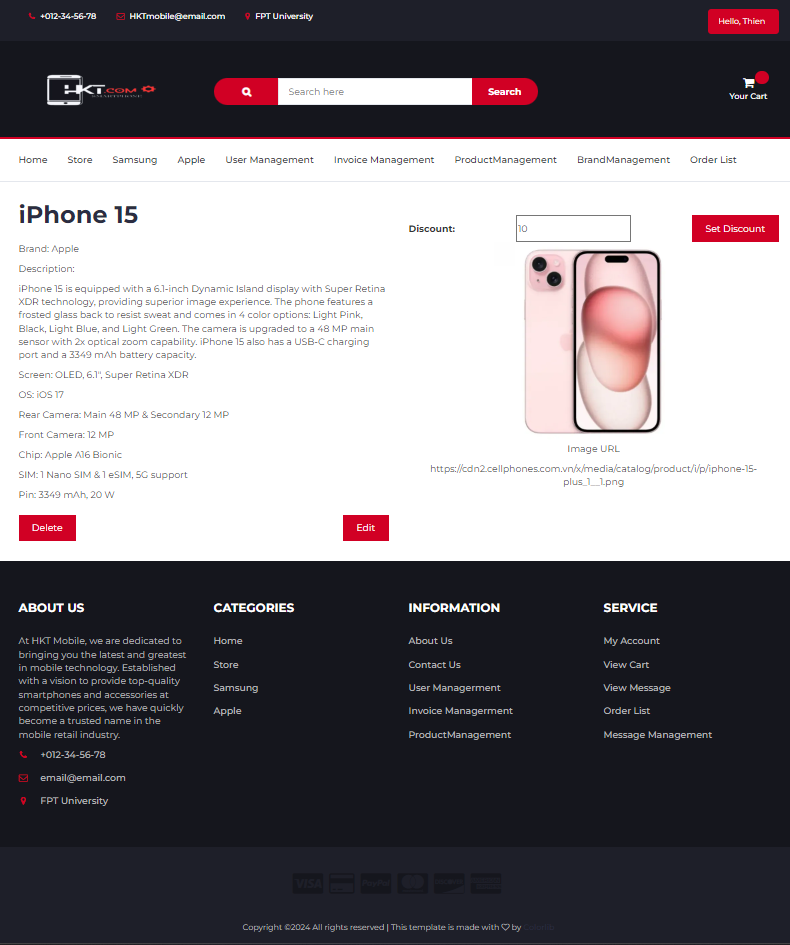 +012-34-56-78 HKTmobile@email.com FPT University Hello, Thien
HKT.COM
SMARTPHONE
Search here Search
Your Cart
Home Store Samsung Apple User Management Invoice Management ProductManagement BrandManagement Order List
iPhone 15
Discount: 10 Set Discount
Brand: Apple
Description:
iPhone 15 is equipped with a 6.1-inch Dynamic Island display with Super Retina
XDR technology, providing superior image experience. The phone features a
frosted glass back to resist sweat and comes in 4 color options: Light Pink,
Black, Light Blue, and Light Green. The camera is upgraded to a 48 MP main
sensor with 2x optical zoom capability. iPhone 15 also has a USB-C charging
port and a 3349 mAh battery capacity.
Screen: OLED, 6.1", Super Retina XDR
OS: iOS 17
Rear Camera: Main 48 MP & Secondary 12 MP
Front Camera: 12 MP
Chip: Apple A16 Bionic
SIM: 1 Nano SIM & 1 eSIM, 5G support
Pin: 3349 mAh, 20 W
Delete Edit
Image URL
https://cdn2.cellphones.com.vn/x/media/catalog/product/i/p/iphone-15-
plus_1__1.png
ABOUT US
At HKT Mobile, we are dedicated to
bringing you the latest and greatest
in mobile technology. Established
with a vision to provide top-quality
smartphones and accessories at
competitive prices, we have quickly
become a trusted name in the
mobile retail industry.
+012-34-56-78
email@email.com
FPT University
CATEGORIES
Home
Store
Samsung
Apple
INFORMATION
About Us
Contact Us
User Managerment
Invoice Managerment
ProductManagement
SERVICE
My Account
View Cart
View Message
Order List
Message Management
VISA PayPal
Copyright ©2024 All rights reserved | This template is made with by